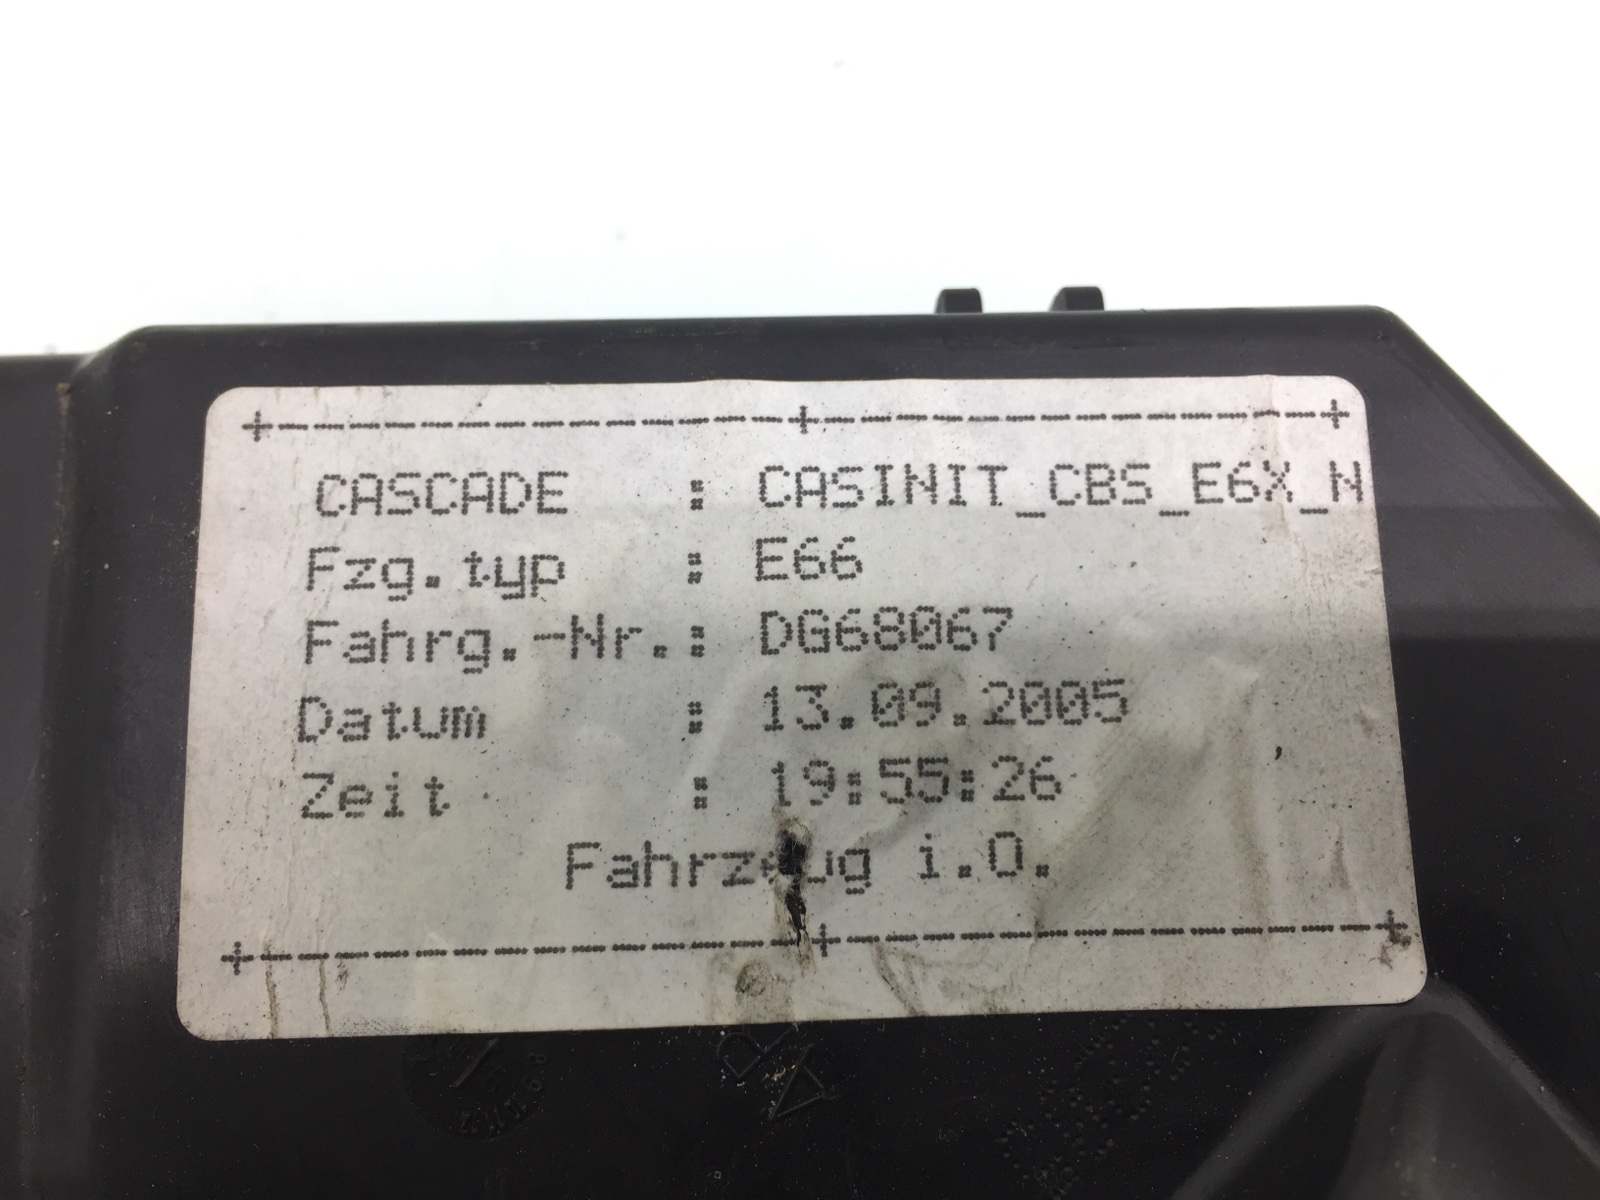 CASCADE : CASINIT_CBS_E6X_N
Fzg.typ : E66
Fahrg.-Nr.: DG68067
Datum : 13.09.2005
Zeit : 19:55:26
Fahrzeug i.O.